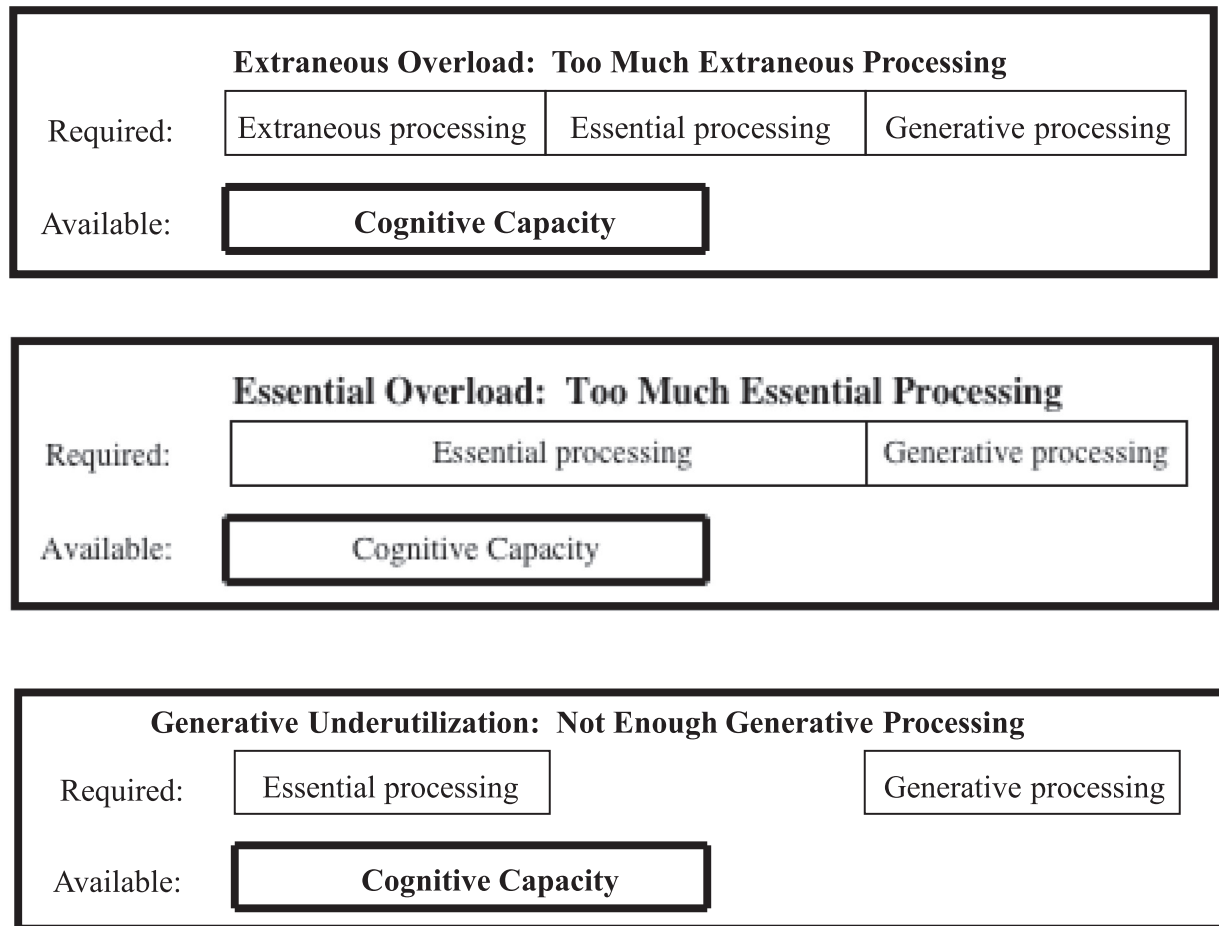 Extraneous Overload: Too Much Extraneous Processing
Required: Extraneous processing Essential processing Generative processing
Available: Cognitive Capacity
Essential Overload: Too Much Essential Processing
Required: Essential processing Generative processing
Available: Cognitive Capacity
Generative Underutilization: Not Enough Generative Processing
Required: Essential processing Generative processing
Available: Cognitive Capacity